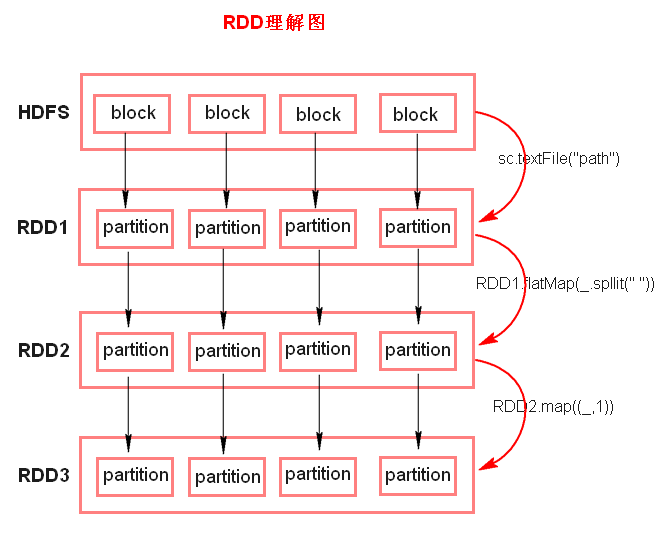 RDD理解图
HDFS block block block block
sc.textFile("path")
RDD1 partition partition partition partition
RDD1.flatMap(_.spllit(" "))
RDD2 partition partition partition partition
RDD2.map((_,1))
RDD3 partition partition partition partition